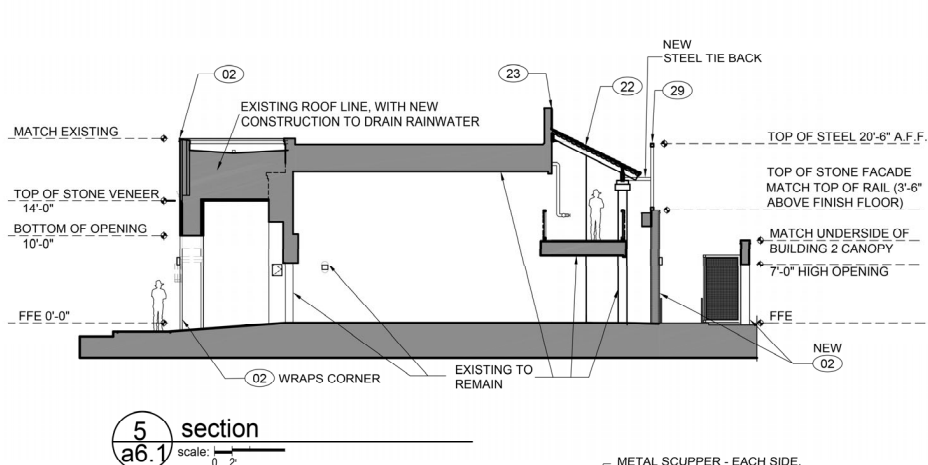 NEW
STEEL TIE BACK
02
23
22
29
EXISTING ROOF LINE, WITH NEW
CONSTRUCTION TO DRAIN RAINWATER
MATCH EXISTING
TOP OF STEEL 20'-6" A.F.F.
TOP OF STONE FACADE
MATCH TOP OF RAIL (3'-6"
ABOVE FINISH FLOOR)
TOP OF STONE VENEER
14'-0"
BOTTOM OF OPENING
10'-0"
MATCH UNDERSIDE OF
BUILDING 2 CANOPY
7'-0" HIGH OPENING
FFE 0'-0"
FFE
NEW
02
02 WRAPS CORNER
EXISTING TO
REMAIN
5 section
a6.1 scale:
0 2'
METAL SCUPPER - EACH SIDE.